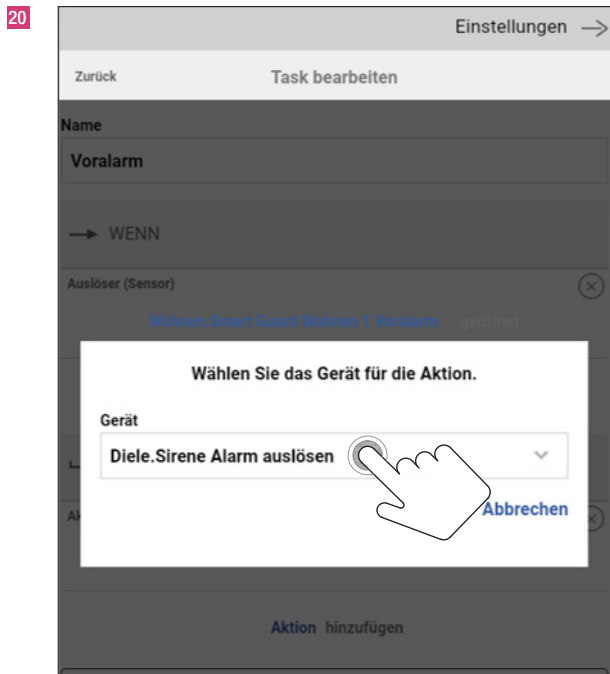 20
Einstellungen
Zurück Task bearbeiten
Name
Voralarm
WENN
Auslöser (Sensor)
Wohnen.Smart Guard Wohnen 1 Voralarm geöffnet
Wählen Sie das Gerät für die Aktion.
Gerät
Diele.Sirene Alarm auslösen
Abbrechen
Ak
Aktion hinzufügen